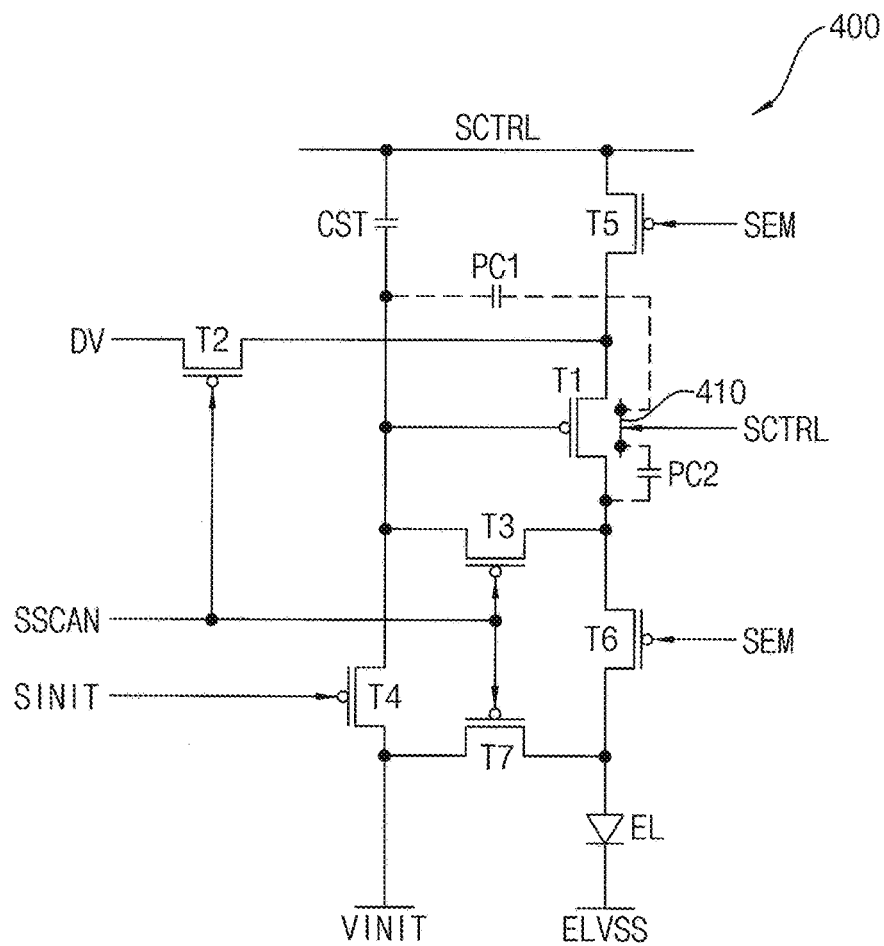 400
SCTRL
CST
T5
SEM
PC1
DV
T2
T1
410
SCTRL
PC2
T3
SSCAN
T6
SEM
SINIT
T4
T7
EL
VINIT
ELVSS